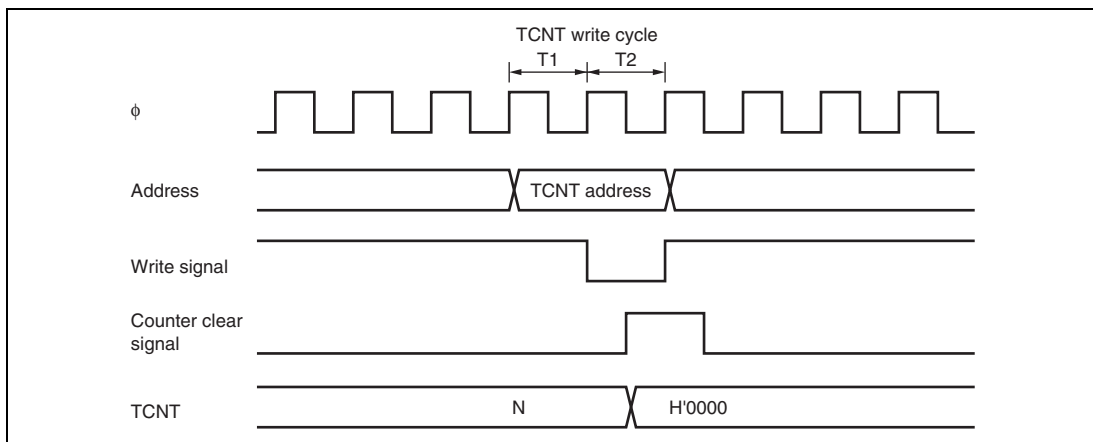 TCNT write cycle
T1 T2
ϕ
Address
TCNT address
Write signal
Counter clear
signal
TCNT
N
H'0000